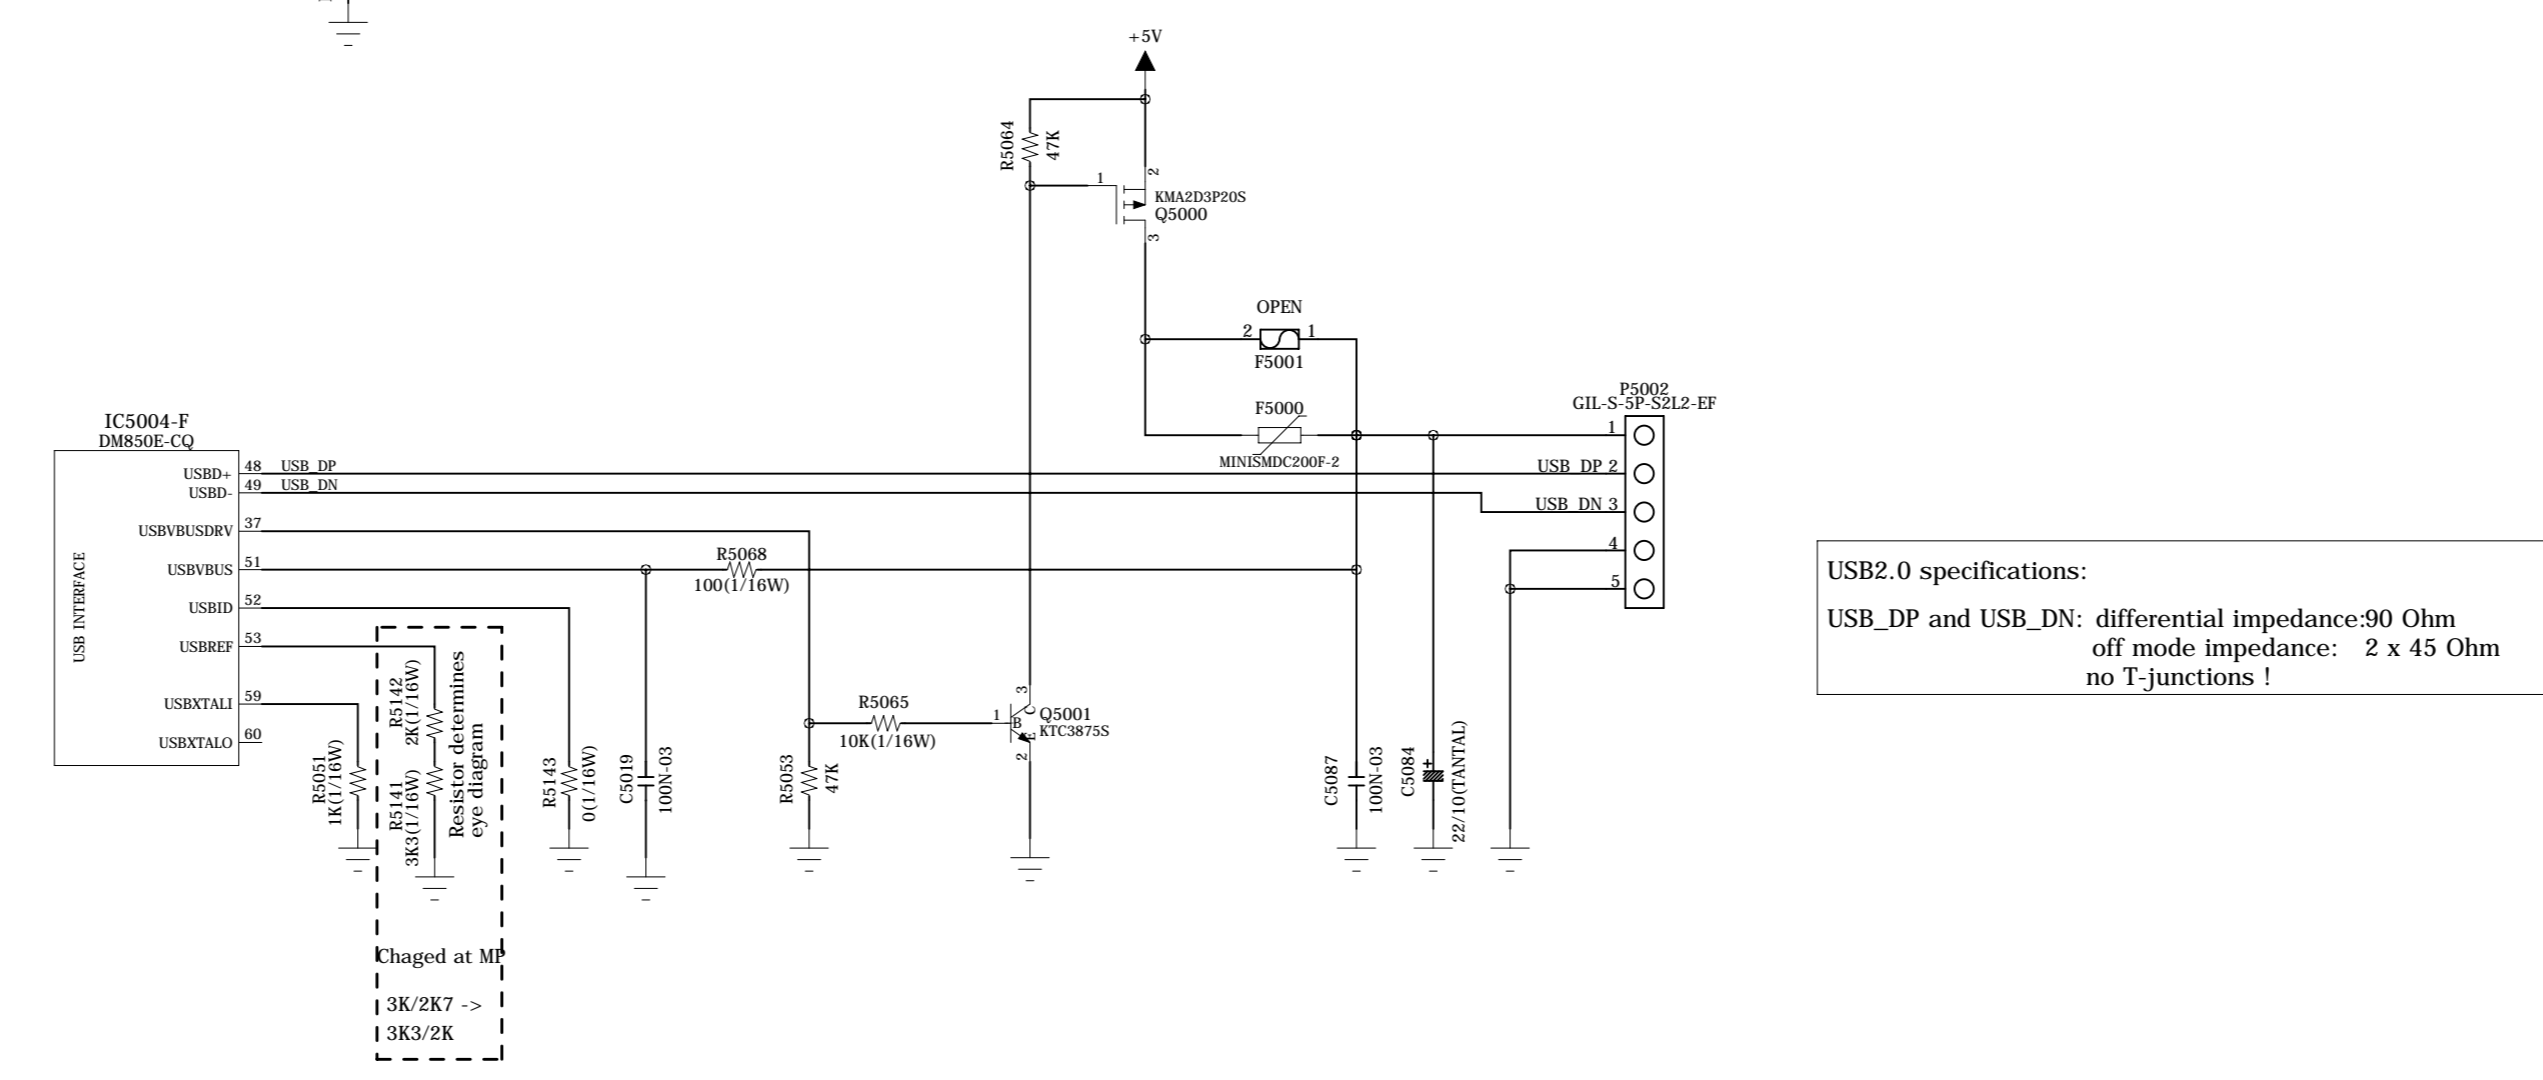 +5V
R5064
47K
1
2
KMA2D3P20S
Q5000
3
OPEN
2
1
F5001
F5000
MINISMDC200F-2
P5002
GIL-S-5P-S2L2-EF
1
USB_DP 2
USB_DN 3
4
5
IC5004-F
DM850E-CQ
USB INTERFACE
USBD+ 48 USB_DP
USBD- 49 USB_DN
USBVBUSDRV 37
USBVBUS 51
USBID 52
USBREF 53
USBXTALI 59
USBXTALO 60
R5068
100(1/16W)
R5051
1K(1/16W)
R5142
2K(1/16W)
R5141
3K3(1/16W)
Resistor determines
eye diagram
Chaged at MP
3K/2K7 ->
3K3/2K
R5143
0(1/16W)
C5019
100N-03
R5053
47K
R5065
10K(1/16W)
1
B
3
C
E
2
Q5001
KTC3875S
C5087
100N-03
C5084
+
22/10(TANTAL)
USB2.0 specifications:
USB_DP and USB_DN: differential impedance:90 Ohm
off mode impedance: 2 x 45 Ohm
no T-junctions !